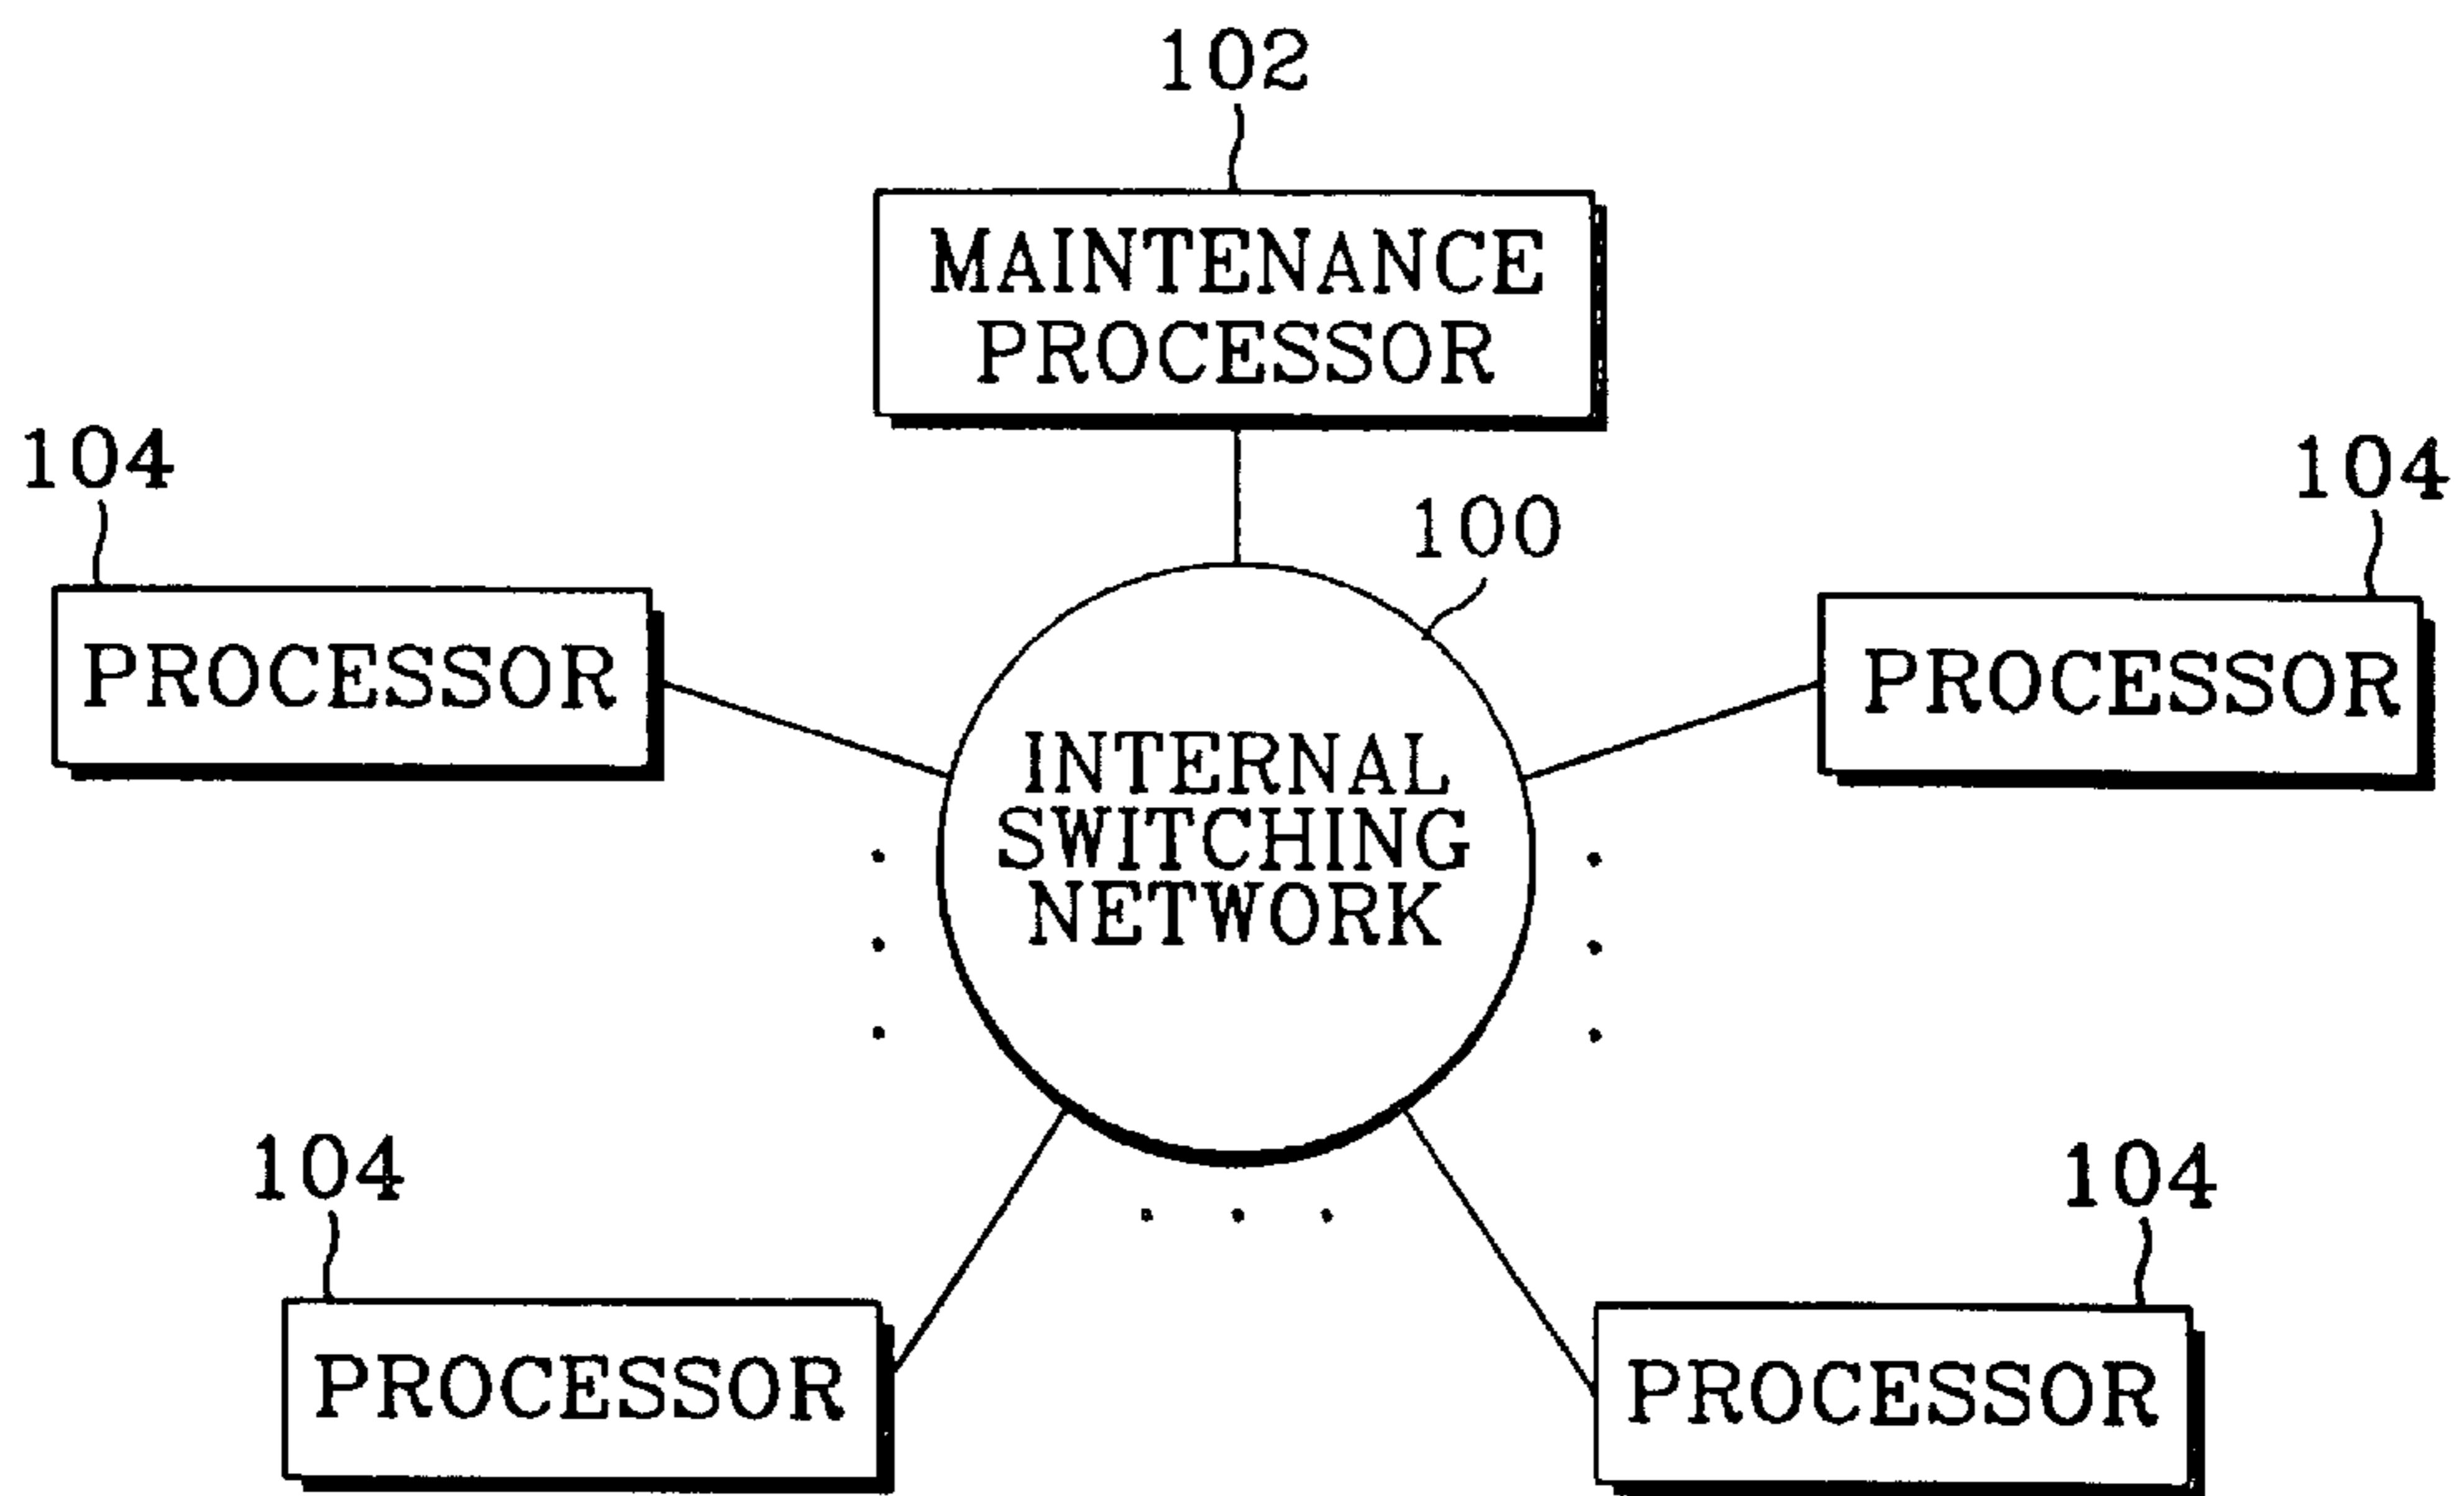 102
MAINTENANCE
PROCESSOR
104
104
100
PROCESSOR
PROCESSOR
INTERNAL
SWITCHING
NETWORK
104
104
PROCESSOR
PROCESSOR